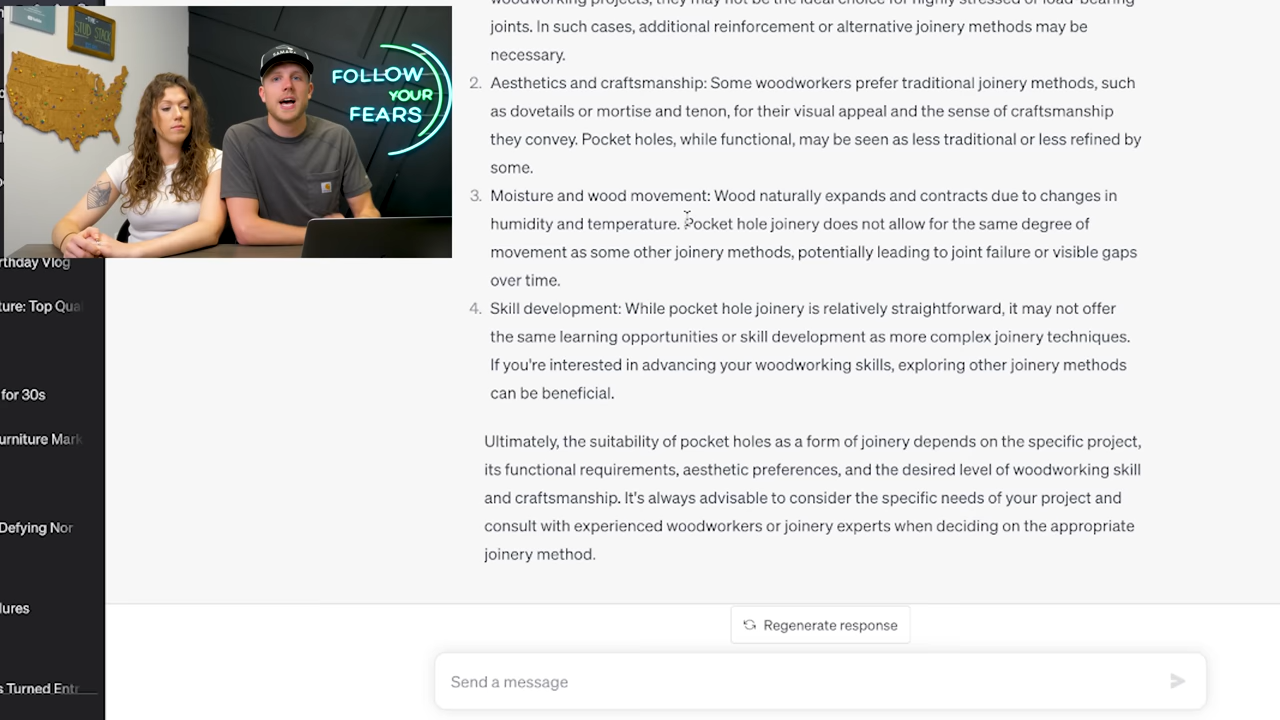 THE
STUD STACK
FOLLOW
YOUR
FEARS
rthday Vlog
ture: Top Qua
for 30s
urniture Mark
Defying Nor
lures
s Turned Entr
woodworking projects, they may not be the ideal choice for highly stressed or load-bearing
joints. In such cases, additional reinforcement or alternative joinery methods may be
necessary.
2. Aesthetics and craftsmanship: Some woodworkers prefer traditional joinery methods, such
as dovetails or mortise and tenon, for their visual appeal and the sense of craftsmanship
they convey. Pocket holes, while functional, may be seen as less traditional or less refined by
some.
3. Moisture and wood movement: Wood naturally expands and contracts due to changes in
humidity and temperature. Pocket hole joinery does not allow for the same degree of
movement as some other joinery methods, potentially leading to joint failure or visible gaps
over time.
4. Skill development: While pocket hole joinery is relatively straightforward, it may not offer
the same learning opportunities or skill development as more complex joinery techniques.
If you're interested in advancing your woodworking skills, exploring other joinery methods
can be beneficial.
Ultimately, the suitability of pocket holes as a form of joinery depends on the specific project,
its functional requirements, aesthetic preferences, and the desired level of woodworking skill
and craftsmanship. It's always advisable to consider the specific needs of your project and
consult with experienced woodworkers or joinery experts when deciding on the appropriate
joinery method.
Regenerate response
Send a message